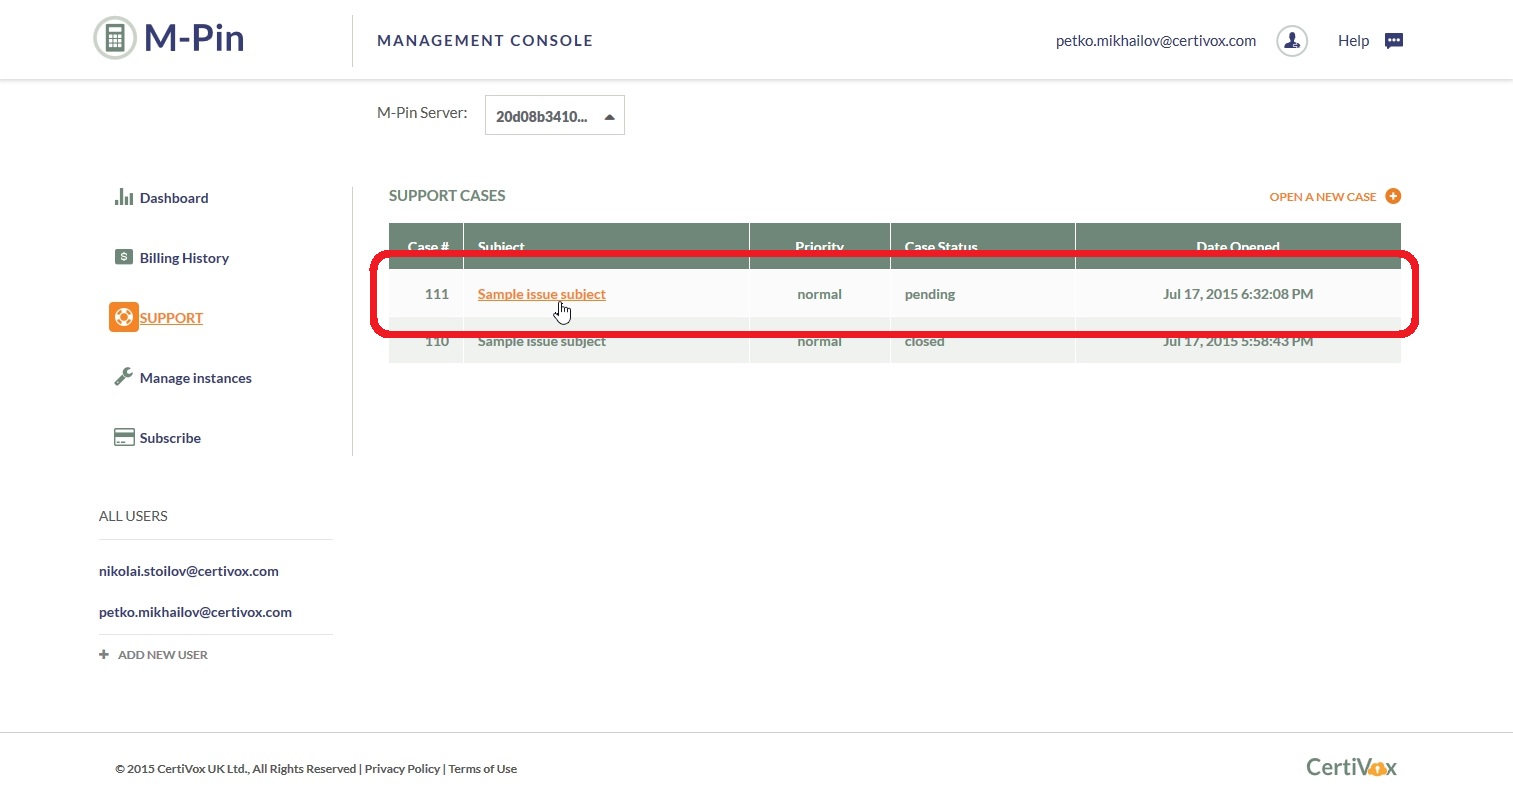 M-Pin
MANAGEMENT CONSOLE
petko.mikhailov@certivox.com
Help
M-Pin Server:
20d08b3410...
Dashboard
Billing History
SUPPORT
Manage instances
Subscribe
ALL USERS
nikolai.stoilov@certivox.com
petko.mikhailov@certivox.com
+ ADD NEW USER
SUPPORT CASES
OPEN A NEW CASE +
Case # Subject Priority Case Status Date Opened
111 Sample issue subject normal pending Jul 17, 2015 6:32:08 PM
110 Sample issue subject normal closed Jul 17, 2015 5:58:43 PM
© 2015 CertiVox UK Ltd., All Rights Reserved | Privacy Policy | Terms of Use
CertiVox